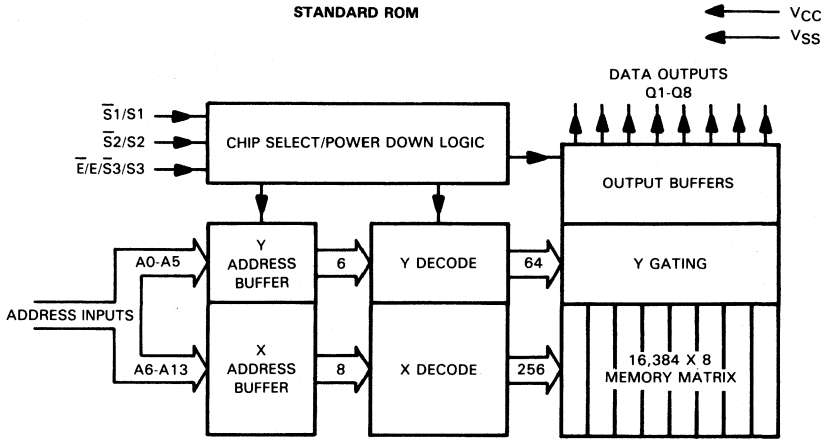 STANDARD ROM
VCC
VSS
DATA OUTPUTS
Q1-Q8
S̅1/S1
S̅2/S2
E̅/E/S̅3/S3
CHIP SELECT/POWER DOWN LOGIC
OUTPUT BUFFERS
ADDRESS INPUTS
A0-A5
Y
ADDRESS
BUFFER
6
Y DECODE
64
Y GATING
A6-A13
X
ADDRESS
BUFFER
8
X DECODE
256
16,384 X 8
MEMORY MATRIX